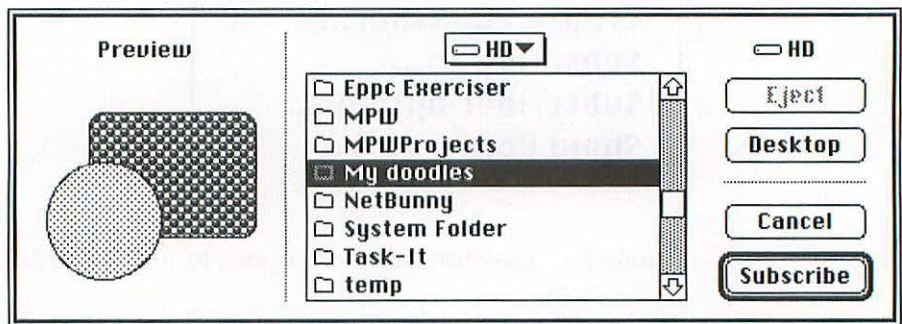 Preview
HD
Eppc Exerciser
MPW
MPWProjects
My doodles
NetBunny
System Folder
Task-It
temp
HD
Eject
Desktop
Cancel
Subscribe